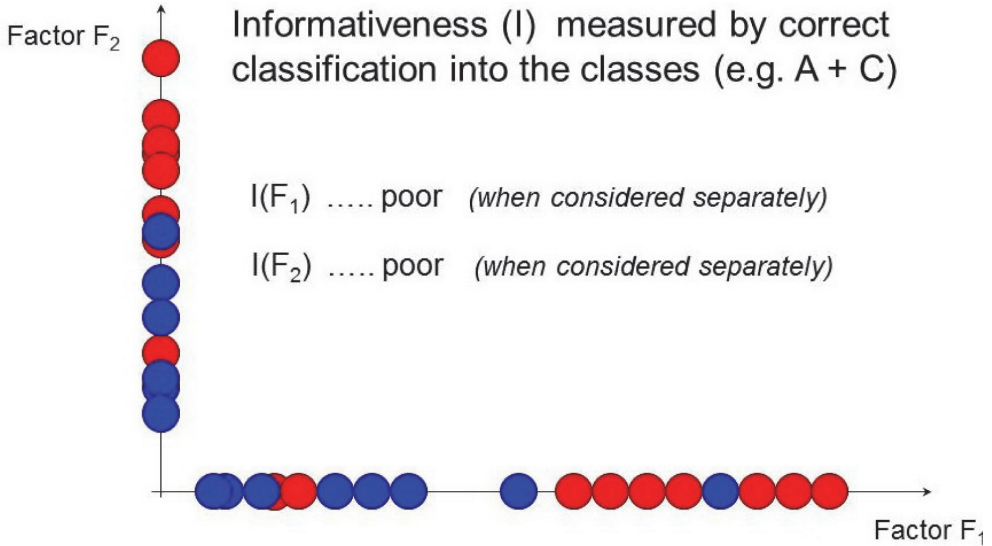 Factor F₂
Informativeness (I) measured by correct
classification into the classes (e.g. A + C)
I(F₁) ..... poor (when considered separately)
I(F₂) ..... poor (when considered separately)
Factor F₁